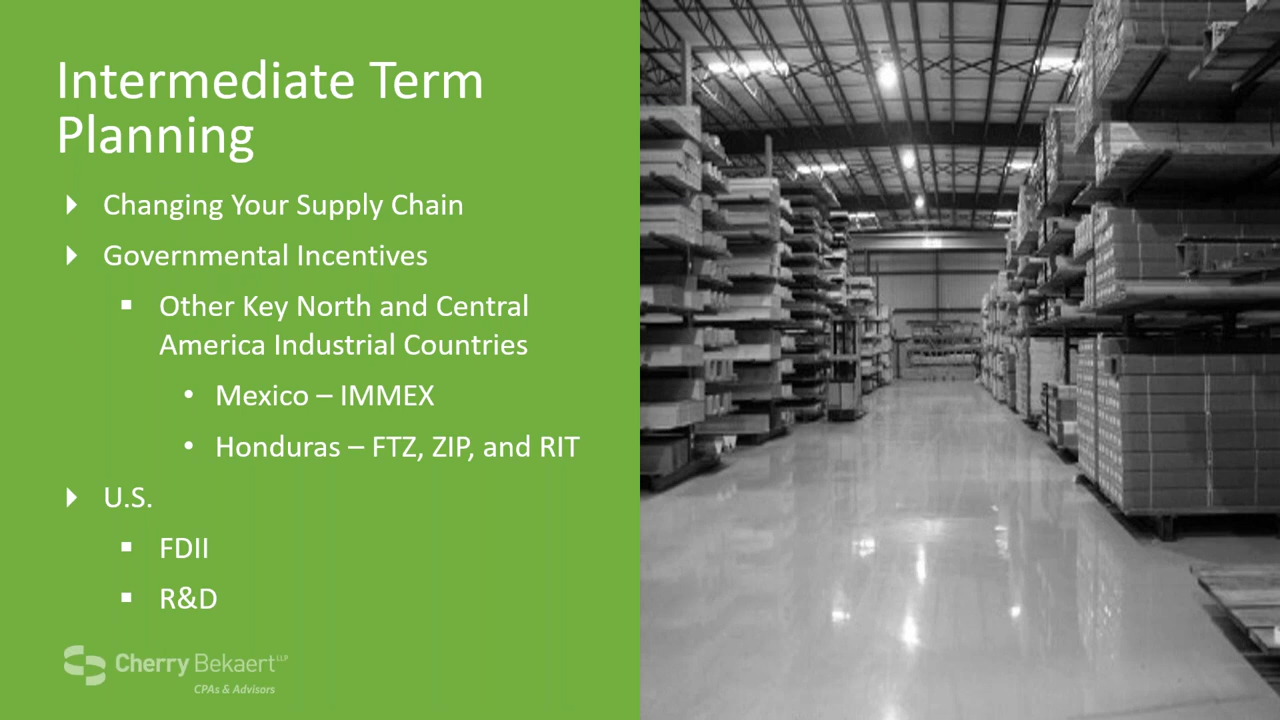 Intermediate Term
Planning
Changing Your Supply Chain
Governmental Incentives
Other Key North and Central
America Industrial Countries
Mexico – IMMEX
Honduras – FTZ, ZIP, and RIT
U.S.
FDII
R&D
Cherry Bekaert LLP
CPAs & Advisors